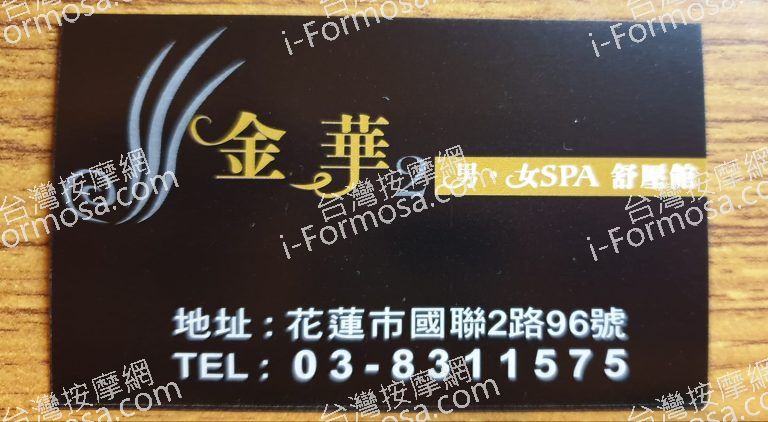 金華2 男·女SPA 舒壓館
地址：花蓮市國聯2路96號
TEL：03-8311575
台灣按摩網
i-Formosa.com